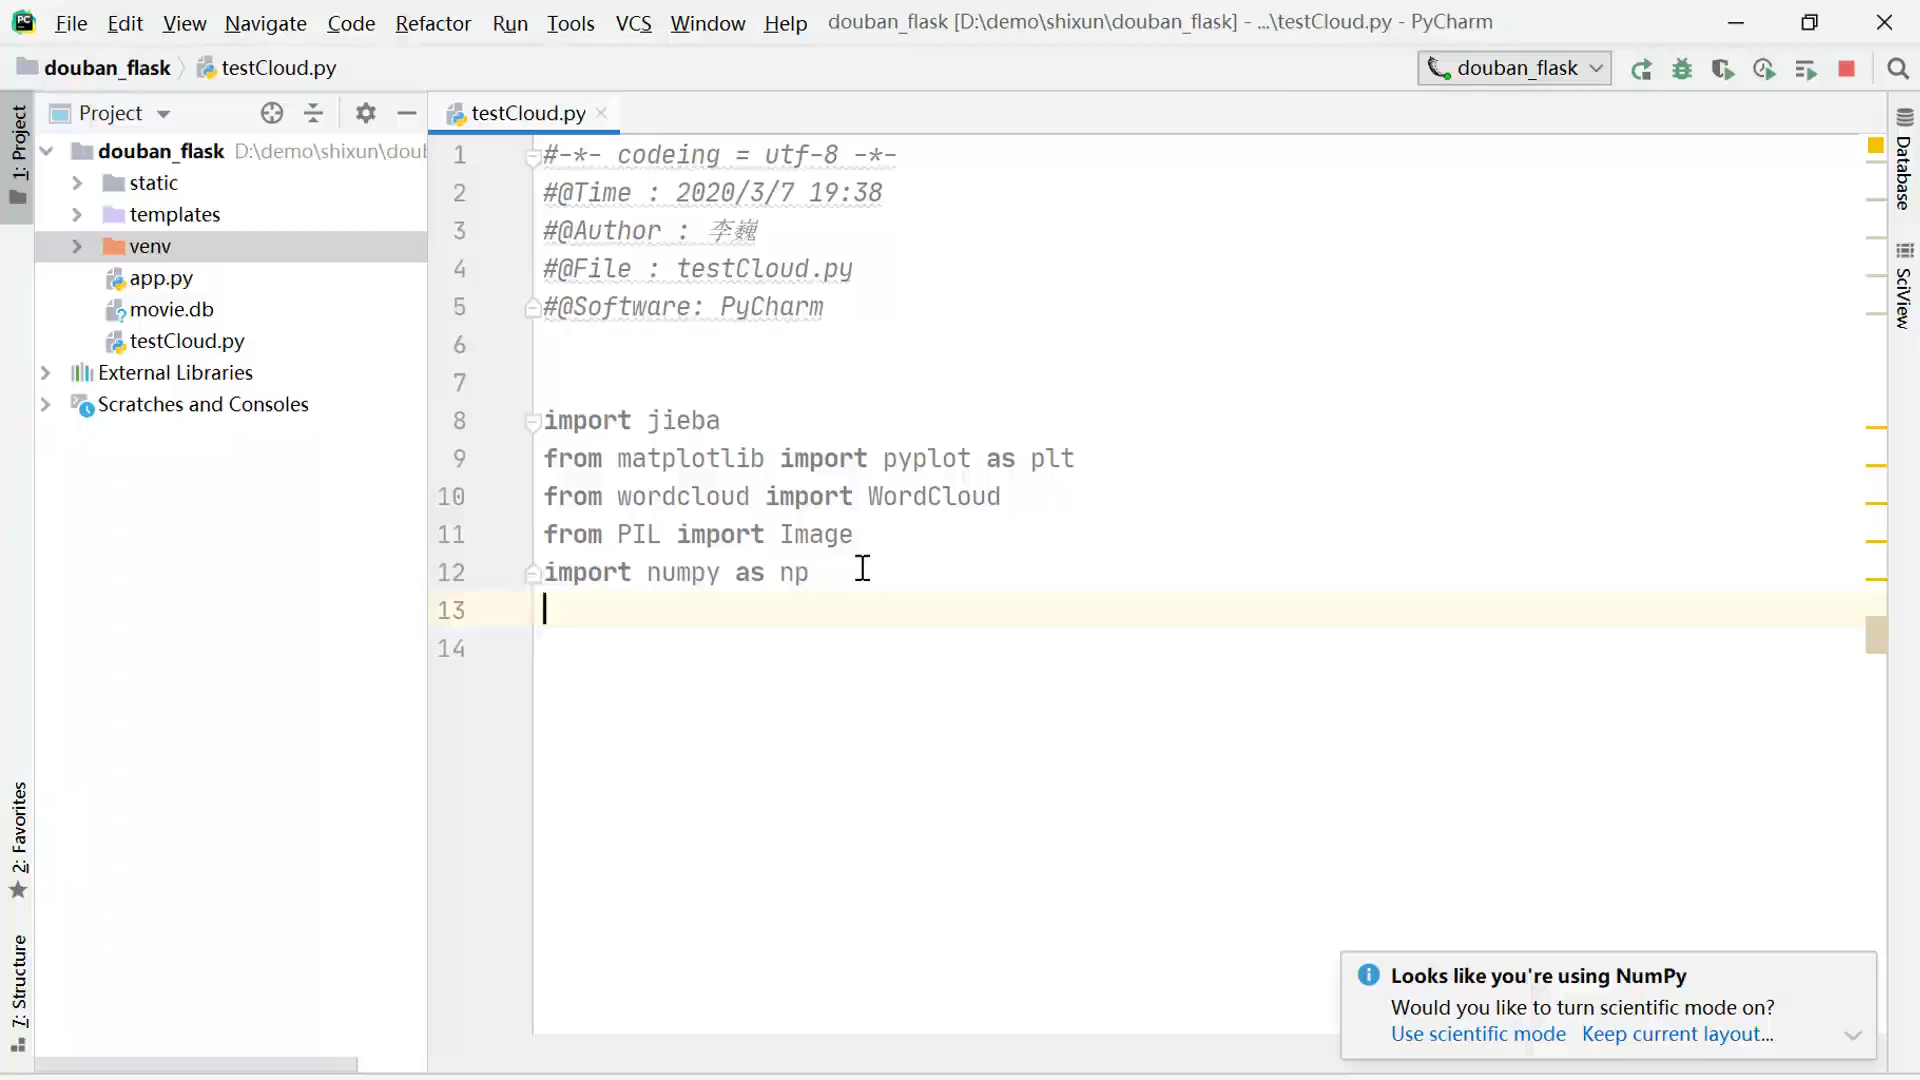 File Edit View Navigate Code Refactor Run Tools VCS Window Help douban_flask [D:\demo\shixun\douban_flask] - ...\testCloud.py - PyCharm
douban_flask testCloud.py douban_flask
Project
testCloud.py
1: Project
2: Favorites
7: Structure
Database
SciView
douban_flask D:\demo\shixun\dou
static
templates
venv
app.py
movie.db
testCloud.py
External Libraries
Scratches and Consoles
1 #-*- codeing = utf-8 -*-
2 #@Time : 2020/3/7 19:38
3 #@Author : 李巍
4 #@File : testCloud.py
5 #@Software: PyCharm
6
7
8 import jieba
9 from matplotlib import pyplot as plt
10 from wordcloud import WordCloud
11 from PIL import Image
12 import numpy as np
13
14
Looks like you're using NumPy
Would you like to turn scientific mode on?
Use scientific mode Keep current layout...